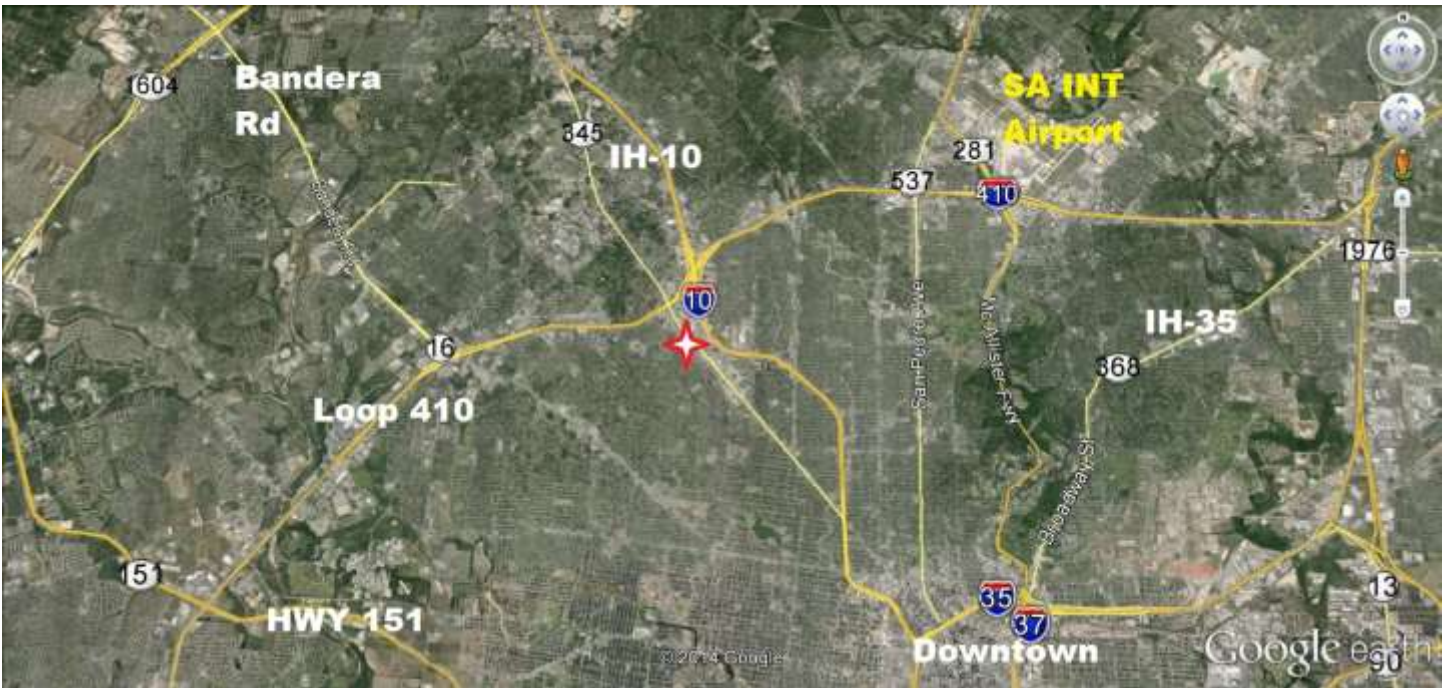 N
1604
Bandera
Rd
345
IH-10
SA INT
Airport
281
537
410
1976
10
San Pedro Ave
Mc Allister Fwy
IH-35
16
368
Loop 410
Broadway St
151
13
35
HWY 151
37
© 2014 Google
Downtown
Google earth
90